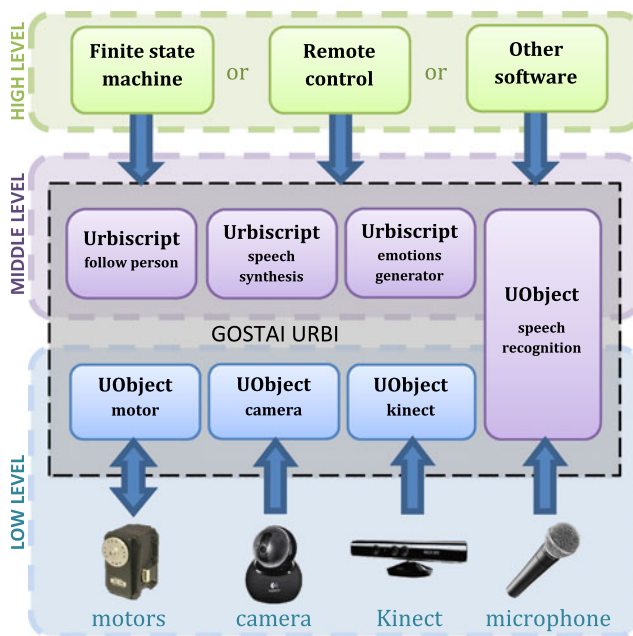 HIGH LEVEL
Finite state
machine
or
Remote
control
or
Other
software
MIDDLE LEVEL
Urbiscript
follow person
Urbiscript
speech
synthesis
Urbiscript
emotions
generator
UObject
speech
recognition
GOSTAI URBI
LOW LEVEL
UObject
motor
UObject
camera
UObject
kinect
motors
camera
Kinect
microphone